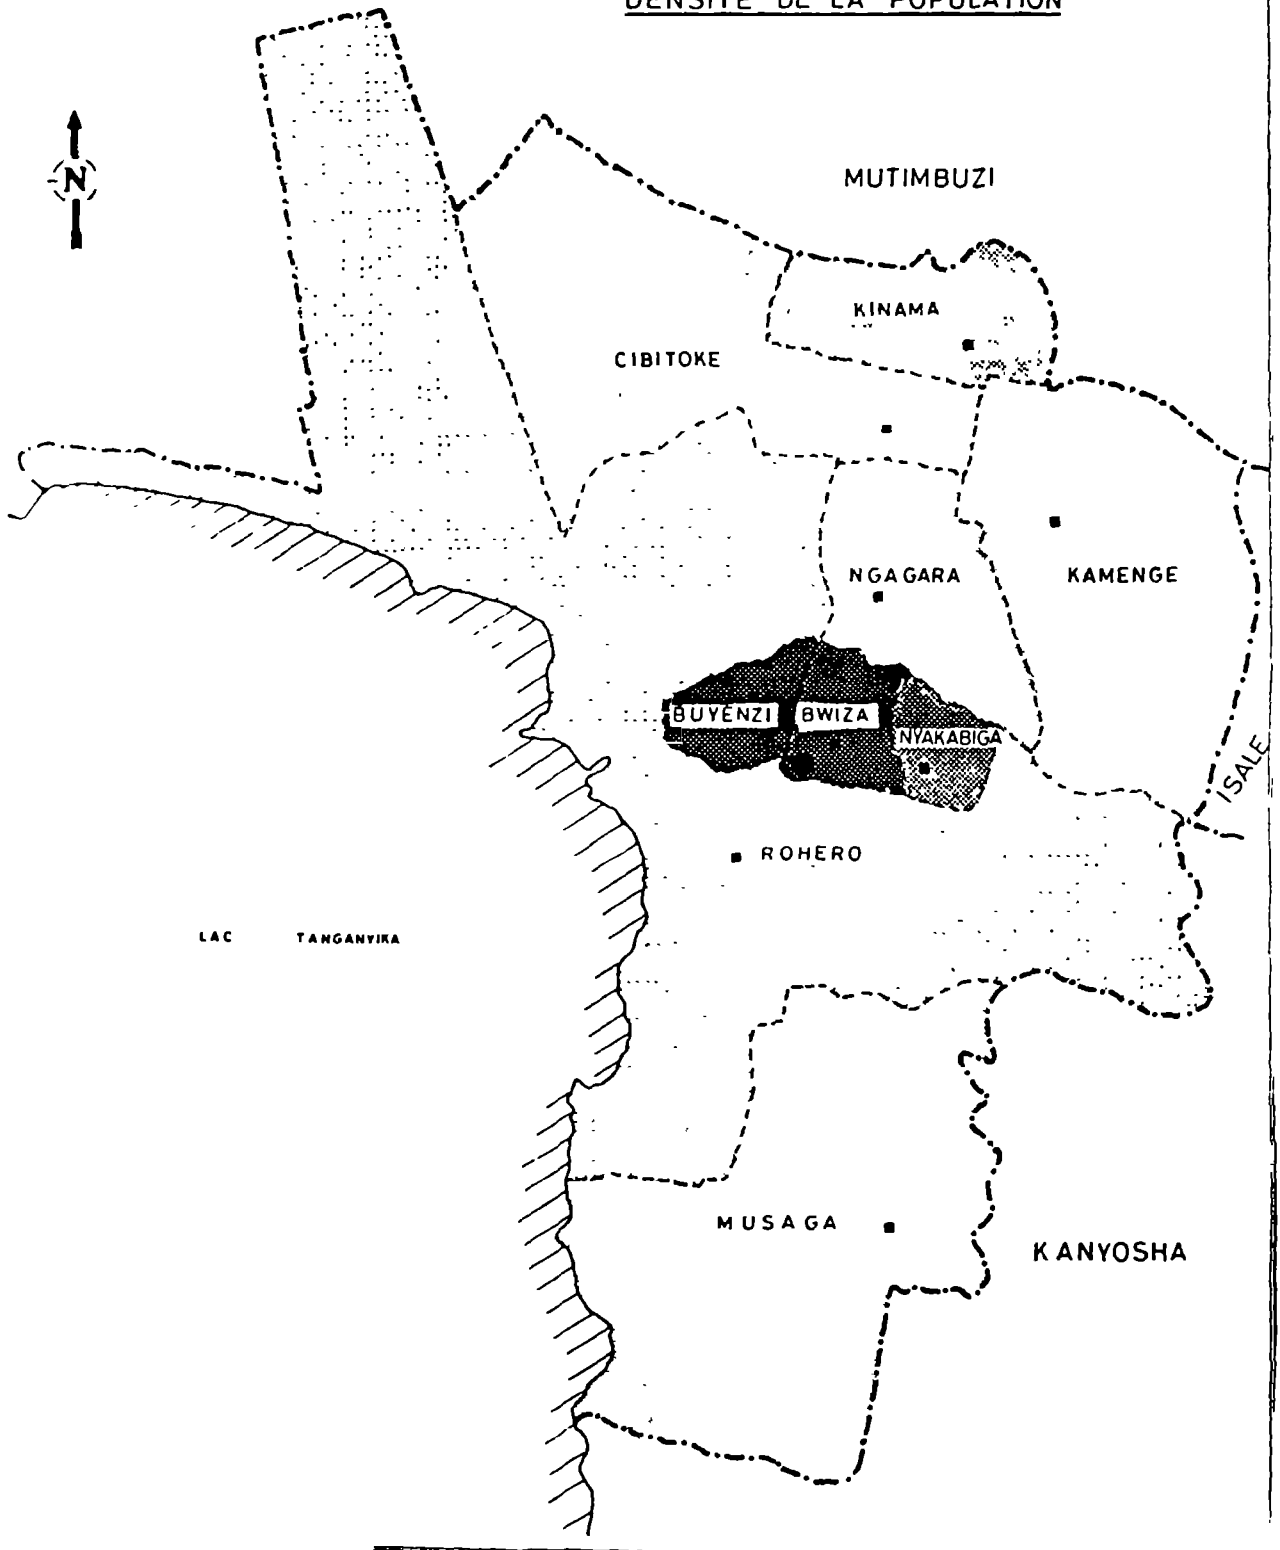 DENSITE DE LA POPULATION
N
MUTIMBUZI
KINAMA
CIBITOKE
NGAGARA
KAMENGE
BUYENZI
BWIZA
NYAKABIGA
ISALE
ROHERO
LAC TANGANYIKA
MUSAGA
KANYOSHA